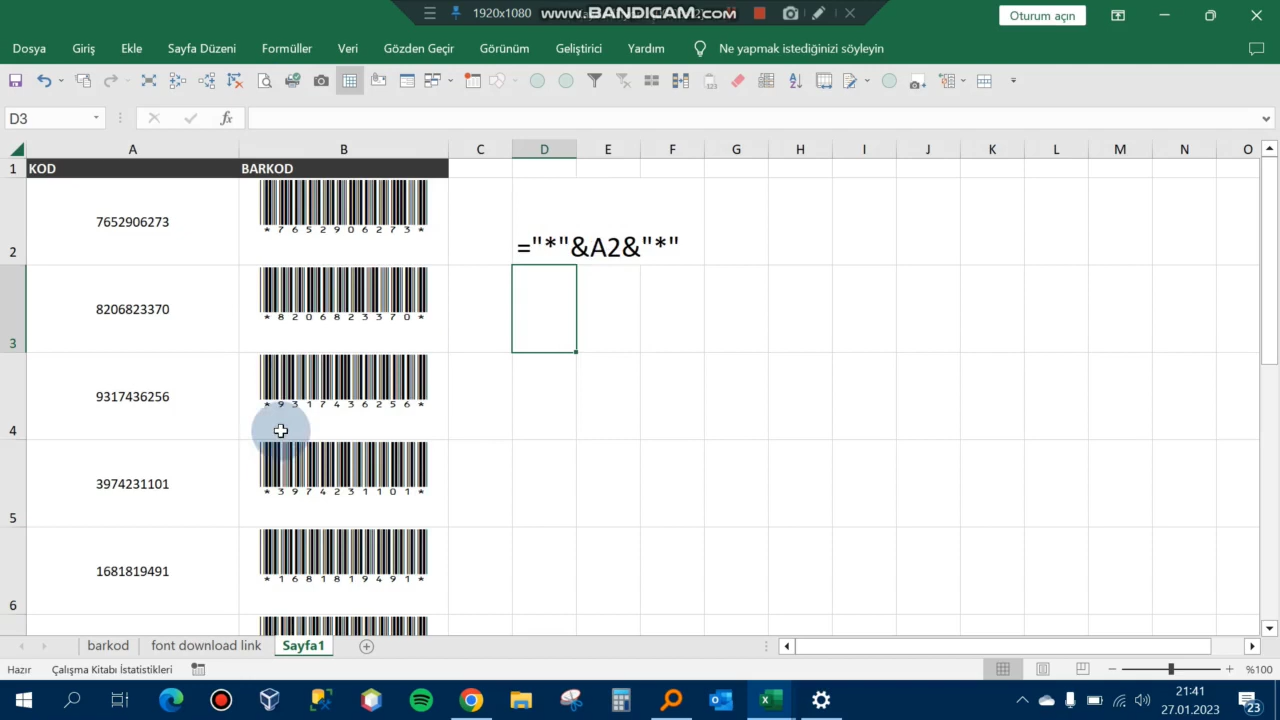 1920x1080
www.BANDICAM.com
Oturum açın
Dosya Giriş Ekle Sayfa Düzeni Formüller Veri Gözden Geçir Görünüm Geliştirici Yardım Ne yapmak istediğinizi söyleyin
D3
fx
A B C D E F G H I J K L M N O
1 KOD BARKOD
*7652906273*
7652906273
2 ="*"&A2&"*"
8206823370
*8206823370*
3
9317436256
*9317436256*
4
3974231101
*3974231101*
5
1681819491
*1681819491*
6
barkod font download link Sayfa1
Hazır Çalışma Kitabı İstatistikleri %100
21:41
27.01.2023
23